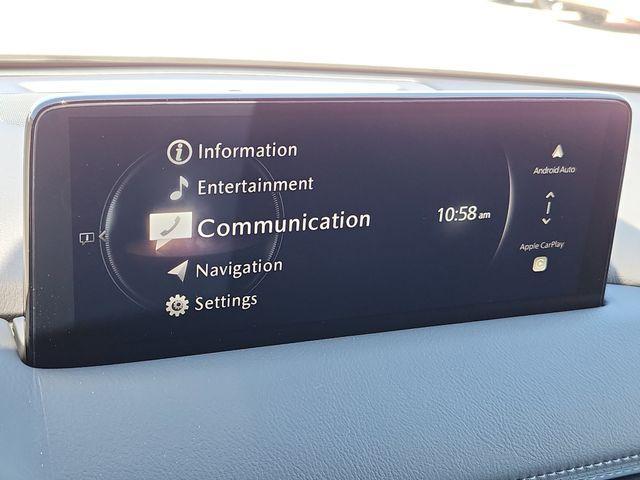 Information
Entertainment
Communication
Navigation
Settings
10:58 am
Android Auto
Apple CarPlay